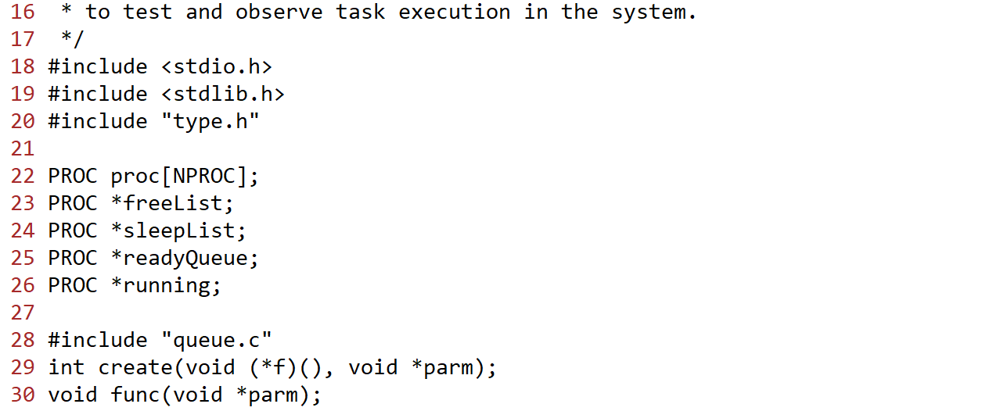 16  * to test and observe task execution in the system.
17  */
18 #include <stdio.h>
19 #include <stdlib.h>
20 #include "type.h"
21
22 PROC proc[NPROC];
23 PROC *freeList;
24 PROC *sleepList;
25 PROC *readyQueue;
26 PROC *running;
27
28 #include "queue.c"
29 int create(void (*f)(), void *parm);
30 void func(void *parm);